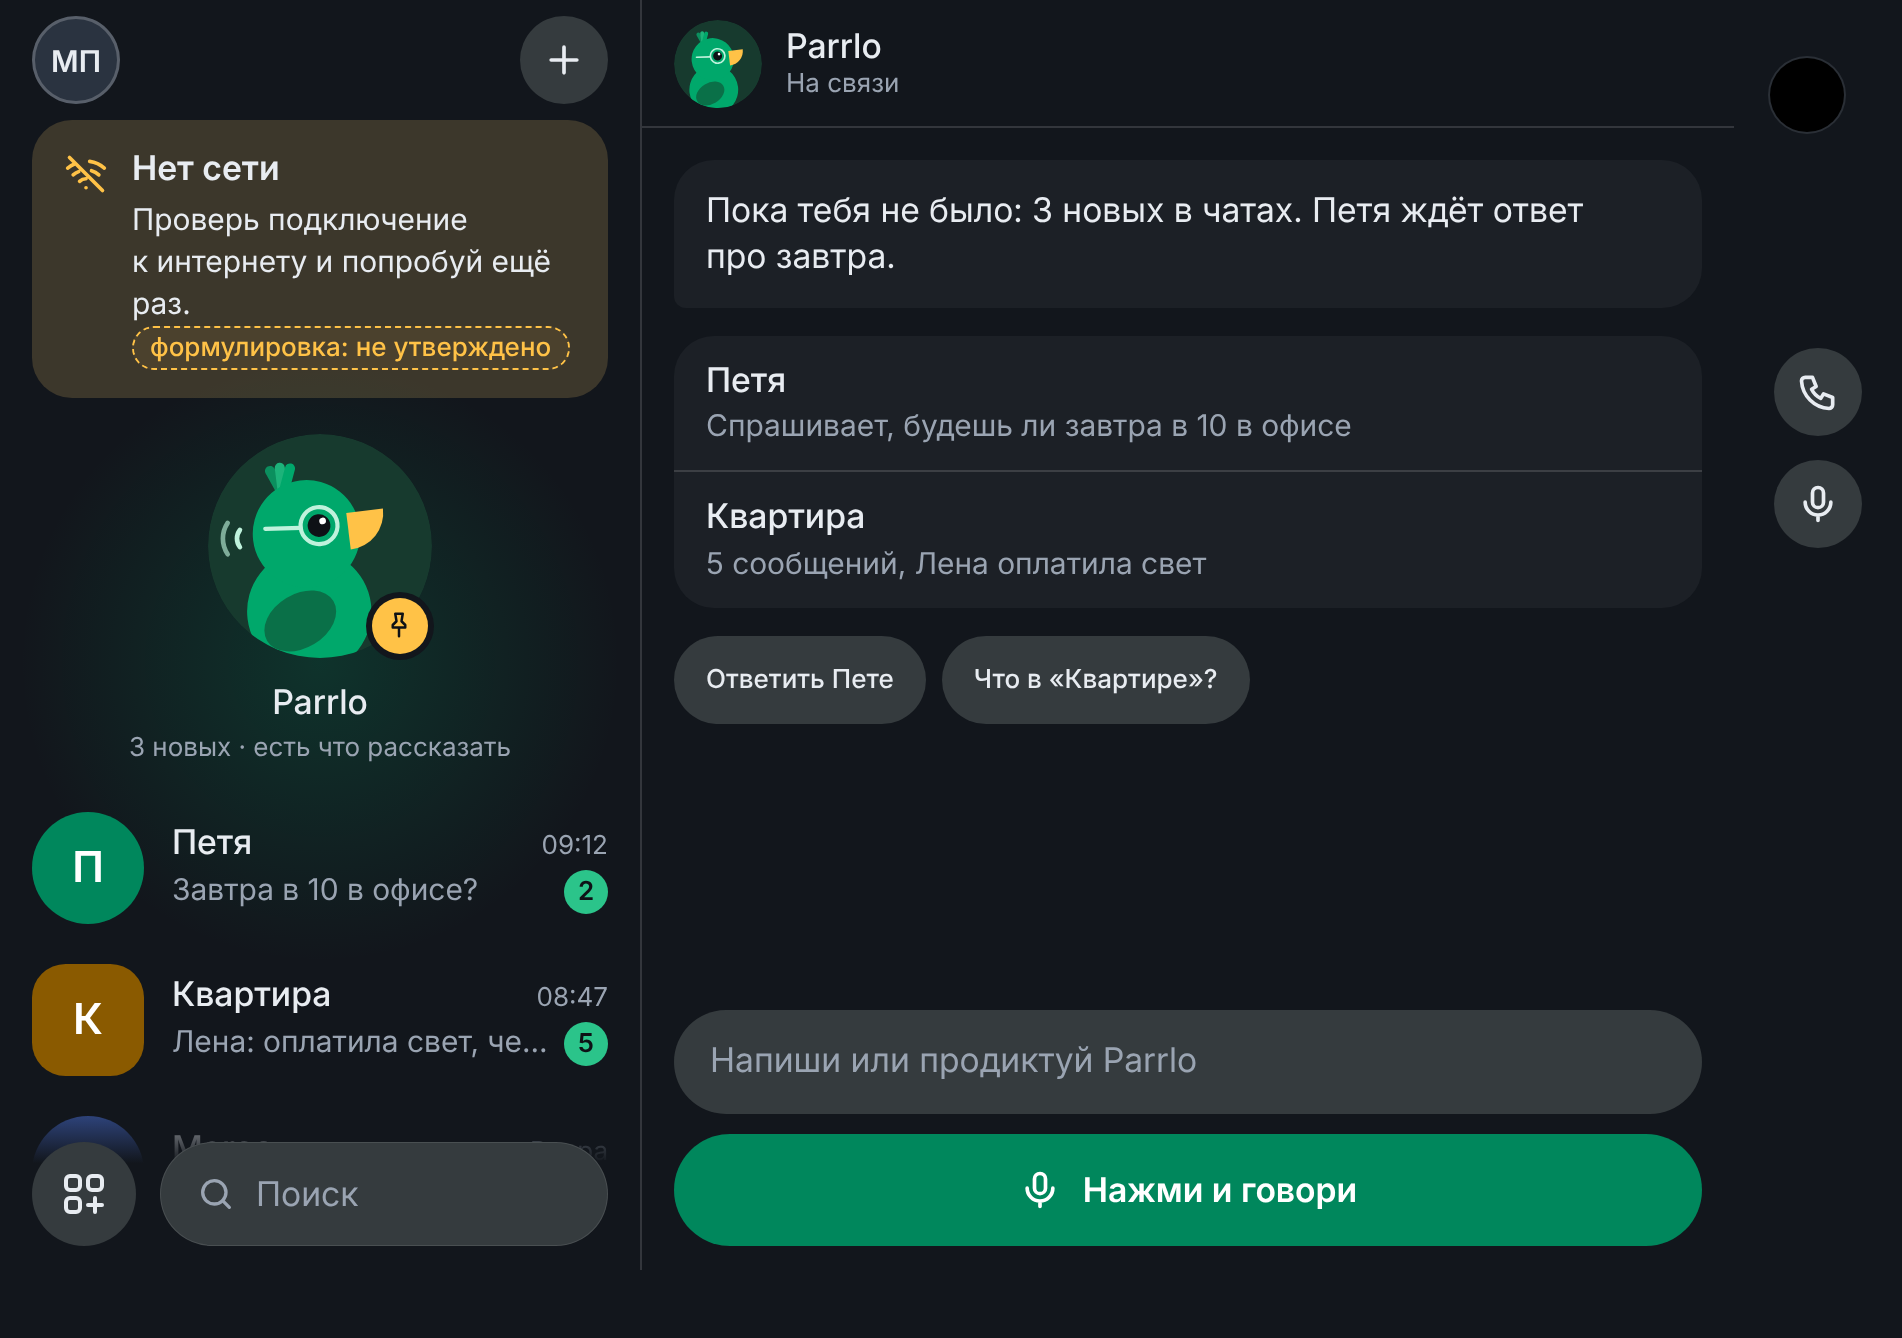 МП
Нет сети
Проверь подключение
к интернету и попробуй ещё
раз.
формулировка: не утверждено
Parrlo
3 новых · есть что рассказать
П
Петя
09:12
Завтра в 10 в офисе?
2
К
Квартира
08:47
Лена: оплатила свет, че...
5
Поиск
Parrlo
На связи
Пока тебя не было: 3 новых в чатах. Петя ждёт ответ
про завтра.
Петя
Спрашивает, будешь ли завтра в 10 в офисе
Квартира
5 сообщений, Лена оплатила свет
Ответить Пете
Что в «Квартире»?
Напиши или продиктуй Parrlo
Нажми и говори